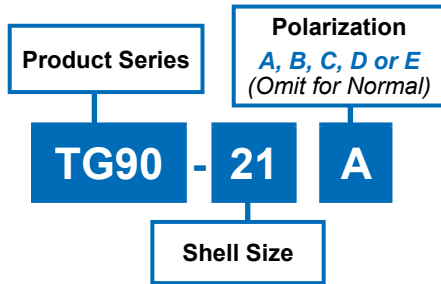 Polarization
A, B, C, D or E
(Omit for Normal)
Product Series
TG90 - 21 A
Shell Size